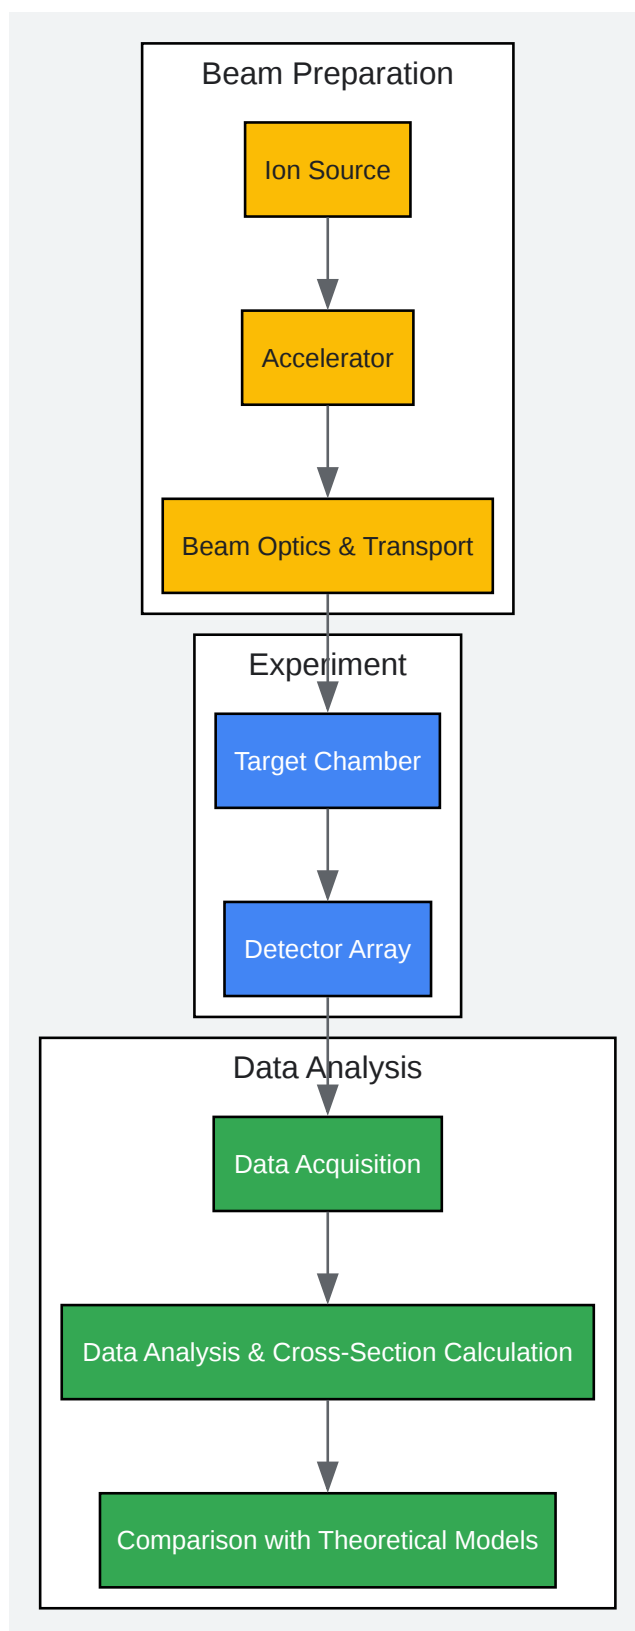 Beam Preparation
Ion Source
Accelerator
Beam Optics & Transport
Experiment
Target Chamber
Detector Array
Data Analysis
Data Acquisition
Data Analysis & Cross-Section Calculation
Comparison with Theoretical Models